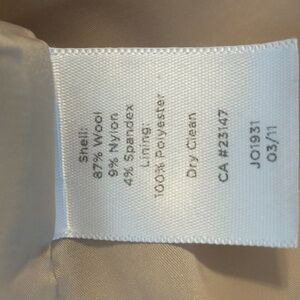 Shell:
87% Wool
9% Nylon
4% Spandex
Lining:
100% Polyester
Dry Clean
CA #23147
JO1931
03/11